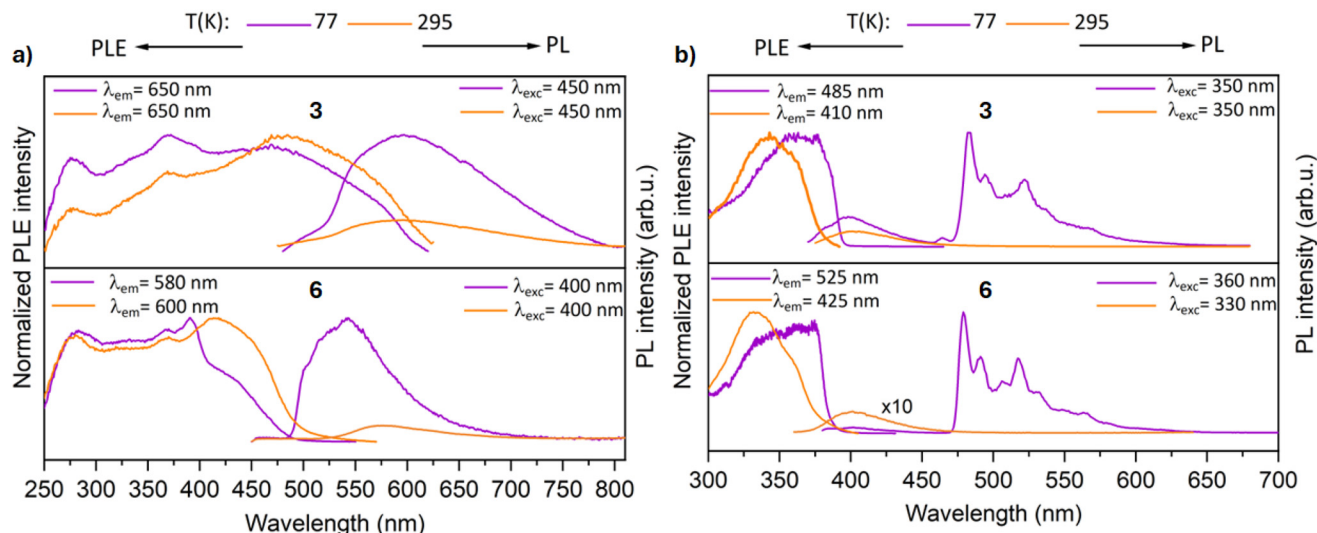 T(K): 77 295
PLE PL
a)
λem= 650 nm
λem= 650 nm
3
λexc= 450 nm
λexc= 450 nm
λem= 580 nm
λem= 600 nm
6
λexc= 400 nm
λexc= 400 nm
Normalized PLE intensity
PL intensity (arb.u.)
250 300 350 400 450 500 550 600 650 700 750 800
Wavelength (nm)
T(K): 77 295
PLE PL
b)
λem= 485 nm
λem= 410 nm
3
λexc= 350 nm
λexc= 350 nm
λem= 525 nm
λem= 425 nm
6
λexc= 360 nm
λexc= 330 nm
x10
Normalized PLE intensity
PL intensity (arb.u.)
300 350 400 450 500 550 600 650 700
Wavelength (nm)